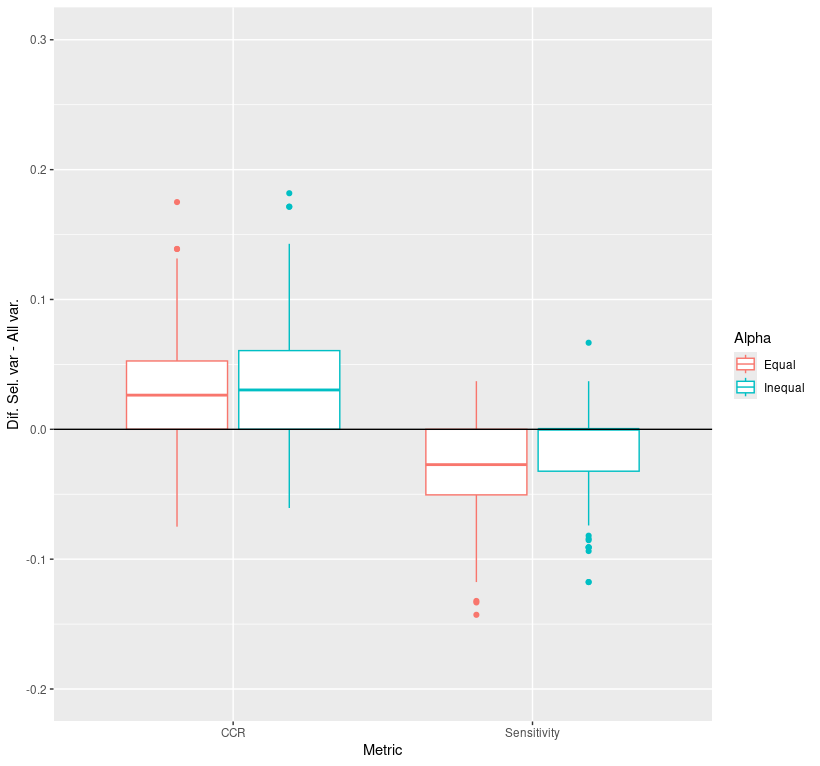 0.3
0.2
0.1
0.0
-0.1
-0.2
Dif. Sel. var - All var.
CCR
Sensitivity
Metric
Alpha
Equal
Inequal